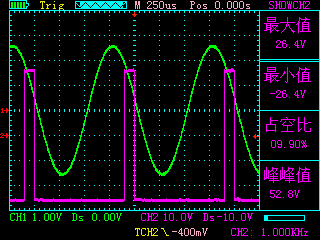 Trig M 250us Pos 0.000s SHOWCH2
最大值
26.4V
最小值
-26.4V
占空比
09.90%
峰峰值
52.8V
CH1 1.00V Ds 0.00V CH2 10.0V Ds-10.0V
TCH2 -400mV CH2: 1.000KHz